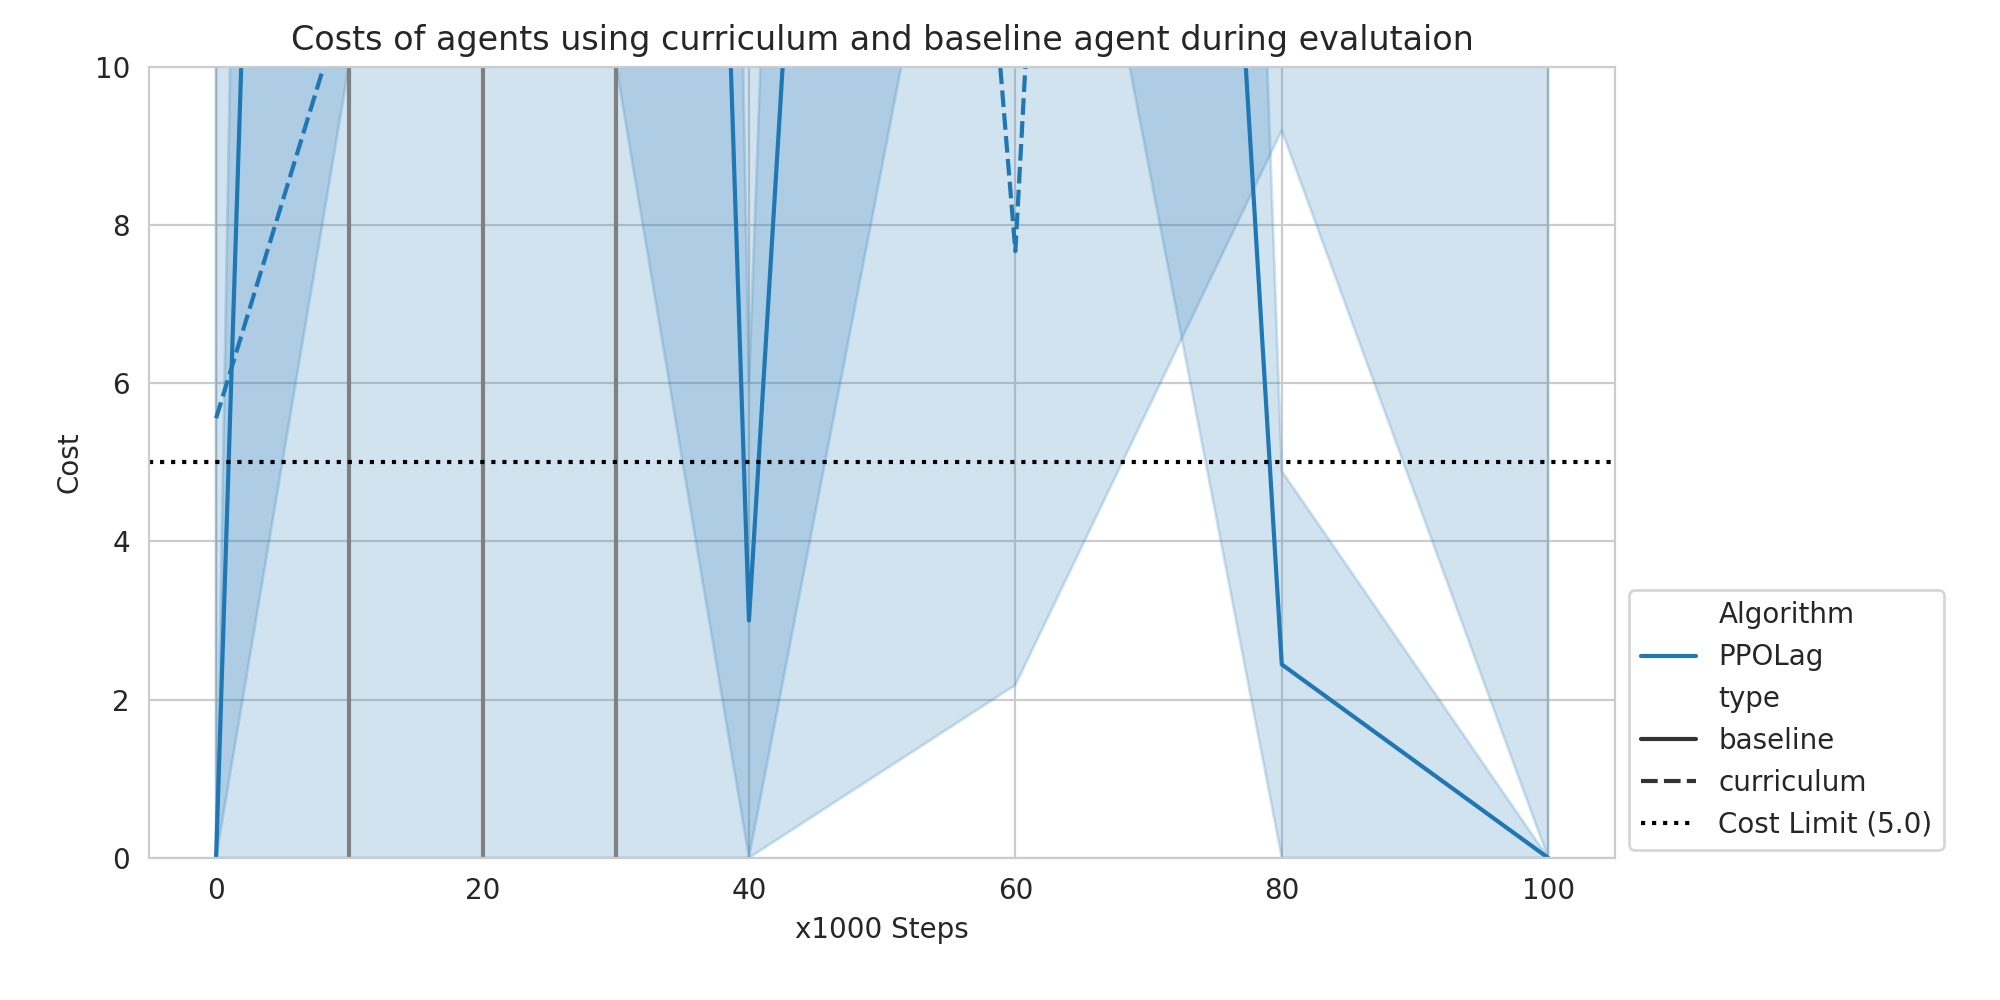 Costs of agents using curriculum and baseline agent during evalutaion
10
8
6
4
2
0
Cost
0 20 40 60 80 100
x1000 Steps
Algorithm
PPOLag
type
baseline
curriculum
Cost Limit (5.0)